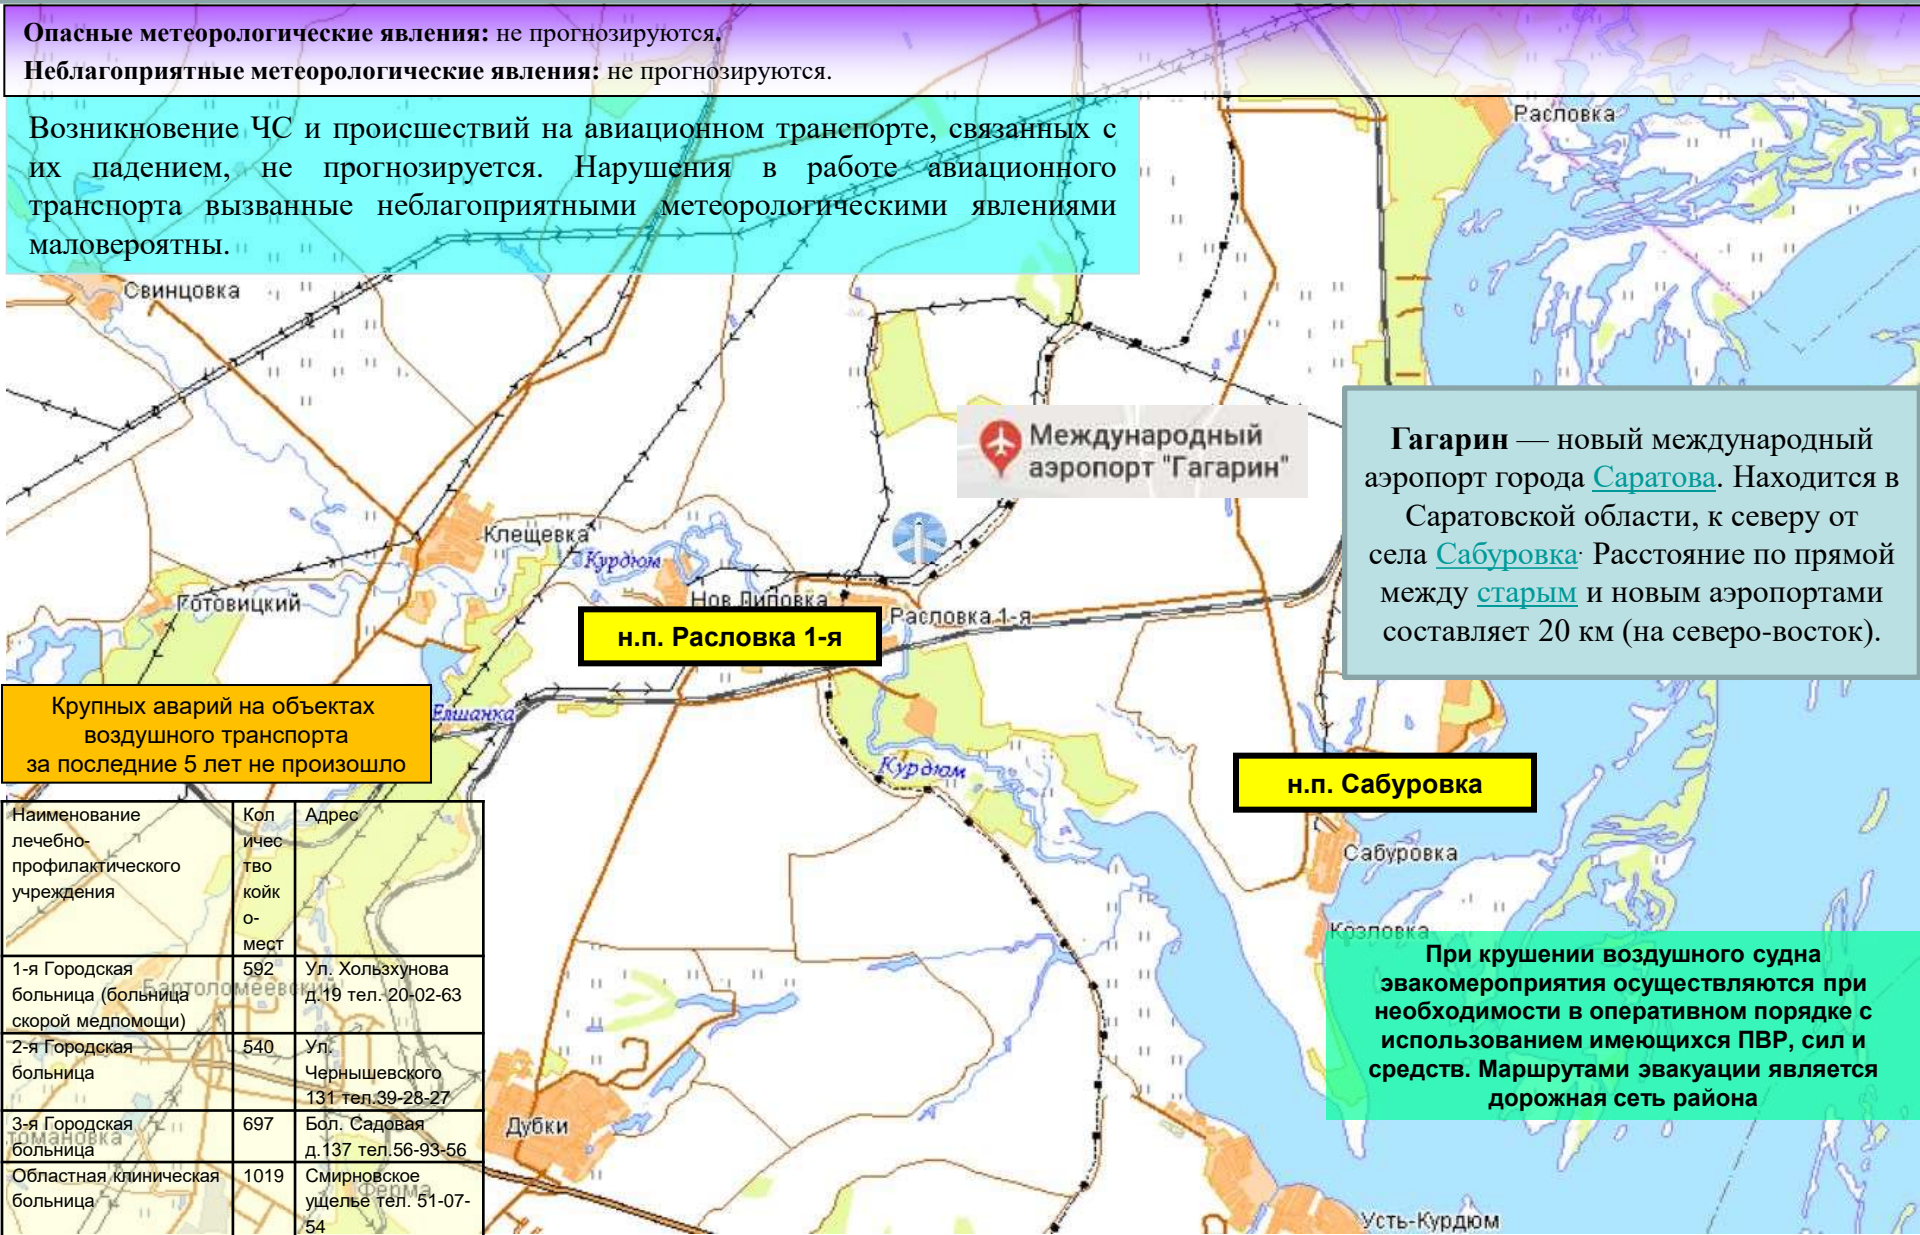 Опасные метеорологические явления: не прогнозируются.
Неблагоприятные метеорологические явления: не прогнозируются.
Возникновение ЧС и происшествий на авиационном транспорте, связанных с
их падением, не прогнозируется. Нарушения в работе авиационного
транспорта вызванные неблагоприятными метеорологическими явлениями
маловероятны.
Расловка
Свинцовка
Международный
аэропорт "Гагарин"
Гагарин — новый международный
аэропорт города Саратова. Находится в
Саратовской области, к северу от
села Сабуровка. Расстояние по прямой
между старым и новым аэропортами
составляет 20 км (на северо-восток).
Клещевка
Курдюм
Готовицкий
Нов.Липовка
Расловка 1-я
н.п. Расловка 1-я
Елшанка
Крупных аварий на объектах
воздушного транспорта
за последние 5 лет не произошло
Курдюм
н.п. Сабуровка
Сабуровка
Козловка
При крушении воздушного судна
эвакомероприятия осуществляются при
необходимости в оперативном порядке с
использованием имеющихся ПВР, сил и
средств. Маршрутами эвакуации является
дорожная сеть района
Наименование
лечебно-
профилактического
учреждения
Кол
ичес
тво
койк
о-
мест
Адрес
1-я Городская
больница (больница
скорой медпомощи)
592
Ул. Хользхунова
д.19 тел. 20-02-63
Бартоломеевский
2-я Городская
больница
540
Ул.
Чернышевского
131 тел.39-28-27
3-я Городская
больница
697
Бол. Садовая
д.137 тел.56-93-56
Областная клиническая
больница
1019
Смирновское
ущелье тел. 51-07-
54
Ферма
Дубки
Усть-Курдюм